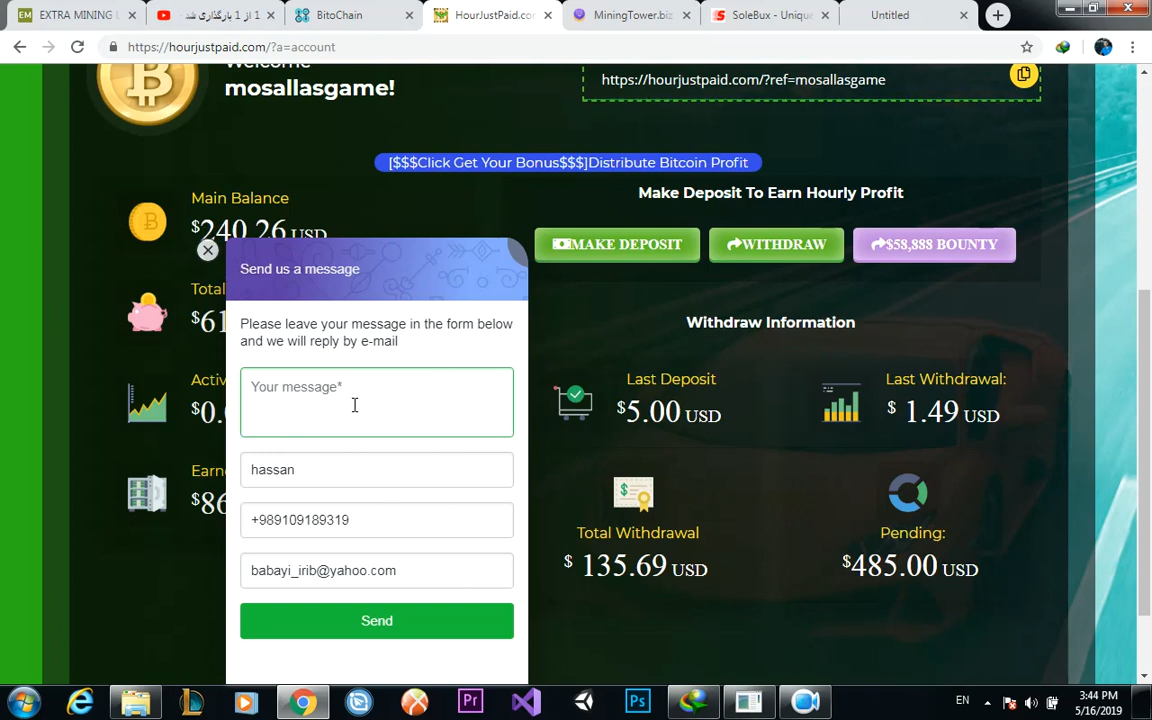 EXTRA MINING
1 از 1 بارگذاری شد
BitoChain
HourJustPaid.co
MiningTower.biz
SoleBux - Uniqu
Untitled
https://hourjustpaid.com/?a=account
Welcome
mosallasgame!
https://hourjustpaid.com/?ref=mosallasgame
[$$$Click Get Your Bonus$$$]Distribute Bitcoin Profit
Main Balance
$240.26 USD
Make Deposit To Earn Hourly Profit
MAKE DEPOSIT
WITHDRAW
$58,888 BOUNTY
Send us a message
Please leave your message in the form below
and we will reply by e-mail
Your message*
hassan
+989109189319
babayi_irib@yahoo.com
Send
Withdraw Information
Last Deposit
$5.00 USD
Last Withdrawal:
$ 1.49 USD
Total Withdrawal
$ 135.69 USD
Pending:
$485.00 USD
EN
3:44 PM
5/16/2019